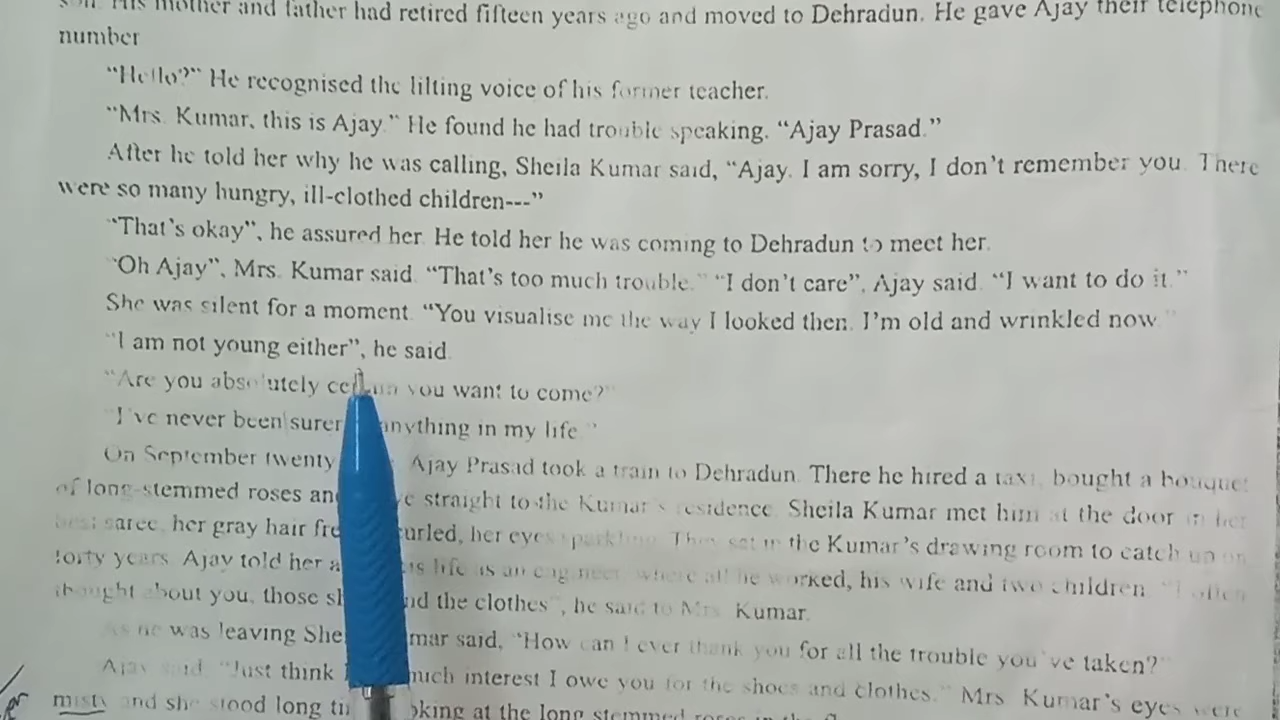 son. His mother and father had retired fifteen years ago and moved to Dehradun. He gave Ajay their telephone
number
“Hello?” He recognised the lilting voice of his former teacher.
“Mrs. Kumar, this is Ajay.” He found he had trouble speaking. “Ajay Prasad.”
After he told her why he was calling, Sheila Kumar said, “Ajay. I am sorry, I don’t remember you. There
were so many hungry, ill-clothed children---”
“That’s okay”, he assured her. He told her he was coming to Dehradun to meet her.
“Oh Ajay”, Mrs. Kumar said. “That’s too much trouble.” “I don’t care”, Ajay said. “I want to do it.”
She was silent for a moment. “You visualise me the way I looked then. I’m old and wrinkled now.”
“I am not young either”, he said.
“Are you absolutely you want to come?”
“I’ve never been surer anything in my life.”
On September twenty Ajay Prasad took a train to Dehradun. There he hired a taxi, bought a bouquet
of long-stemmed roses and straight to the Kumar’s residence. Sheila Kumar met him at the door in her
best saree, her gray hair curled, her eyes sparkling. They sat in the Kumar’s drawing room to catch up on
forty years. Ajay told her life as an engineer, where all he worked, his wife and two children. “I often
thought about you, those and the clothes”, he said to Mrs. Kumar.
As he was leaving said, “How can I ever thank you for all the trouble you’ve taken?”
Ajay said. “Just think much interest I owe you for the shoes and clothes.” Mrs. Kumar’s eyes were
misty and she stood long looking at the long stemmed roses in the